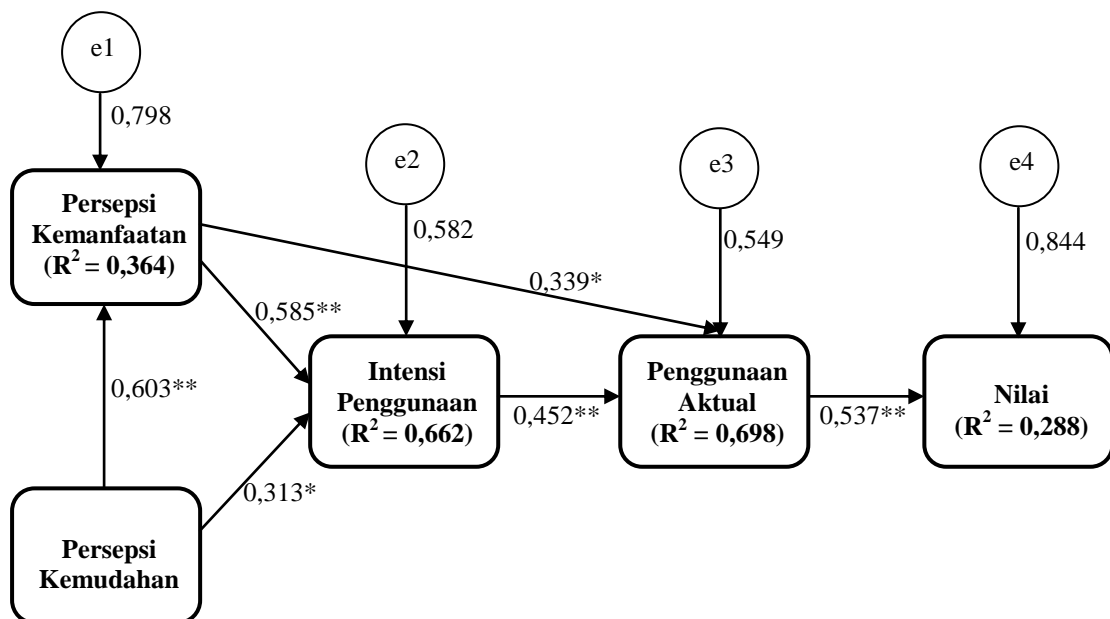 e1
0,798
e2
e3
e4
Persepsi
Kemanfaatan
(R² = 0,364)
0,582
0,549
0,844
0,339*
0,585**
0,603**
Intensi
Penggunaan
(R² = 0,662)
0,452**
Penggunaan
Aktual
(R² = 0,698)
0,537**
Nilai
(R² = 0,288)
0,313*
Persepsi
Kemudahan